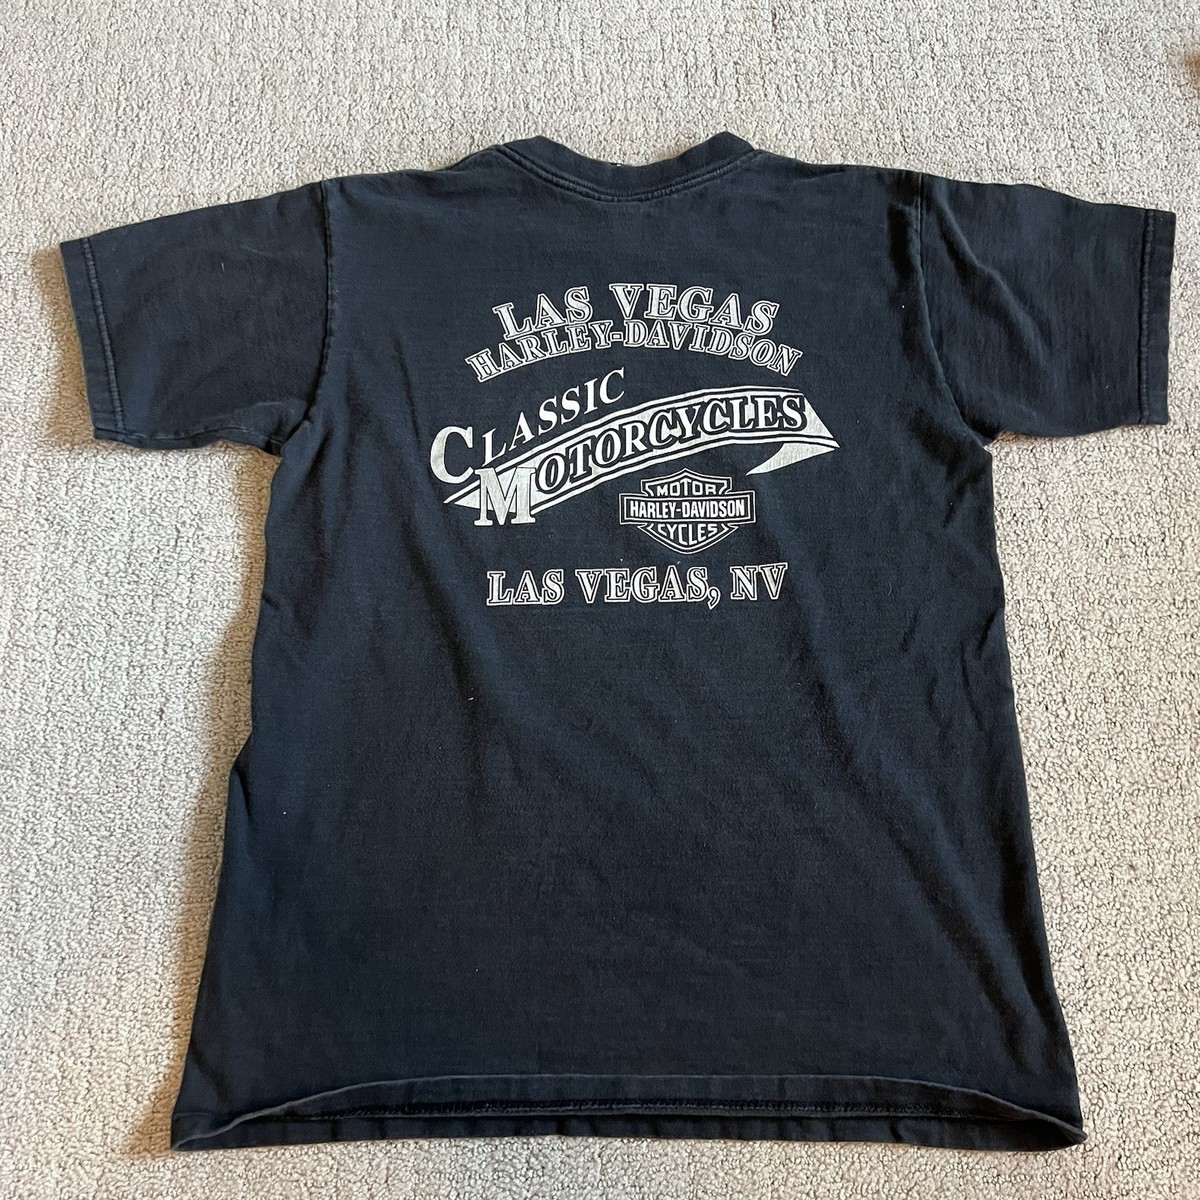 LAS VEGAS
HARLEY-DAVIDSON
CLASSIC
MOTORCYCLES
MOTOR
HARLEY-DAVIDSON
CYCLES
LAS VEGAS, NV